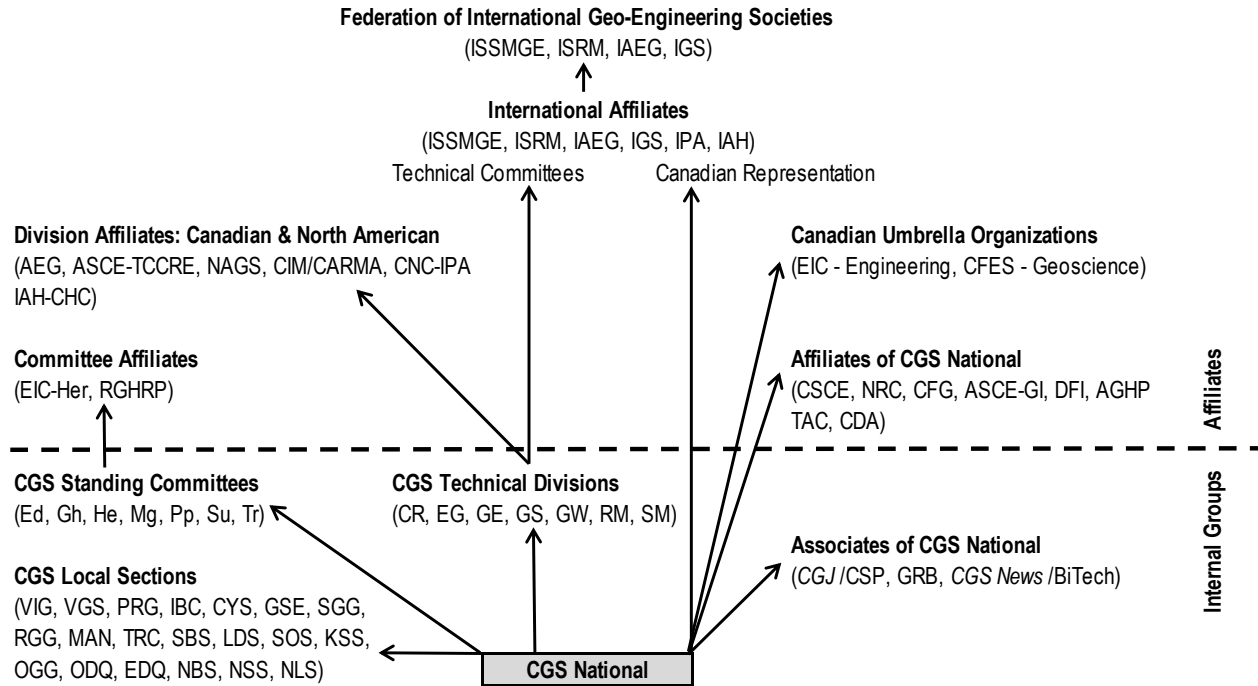 Federation of International Geo-Engineering Societies
(ISSMGE, ISRM, IAEG, IGS)
International Affiliates
(ISSMGE, ISRM, IAEG, IGS, IPA, IAH)
Technical Committees
Canadian Representation
Division Affiliates: Canadian & North American
(AEG, ASCE-TCCRE, NAGS, CIM/CARMA, CNC-IPA
IAH-CHC)
Canadian Umbrella Organizations
(EIC - Engineering, CFES - Geoscience)
Committee Affiliates
(EIC-Her, RGHRP)
Affiliates of CGS National
(CSCE, NRC, CFG, ASCE-GI, DFI, AGHP
TAC, CDA)
Affiliates
CGS Standing Committees
(Ed, Gh, He, Mg, Pp, Su, Tr)
CGS Technical Divisions
(CR, EG, GE, GS, GW, RM, SM)
Associates of CGS National
(CGJ /CSP, GRB, CGS News /BiTech)
Internal Groups
CGS Local Sections
(VIG, VGS, PRG, IBC, CYS, GSE, SGG,
RGG, MAN, TRC, SBS, LDS, SOS, KSS,
OGG, ODQ, EDQ, NBS, NSS, NLS)
CGS National